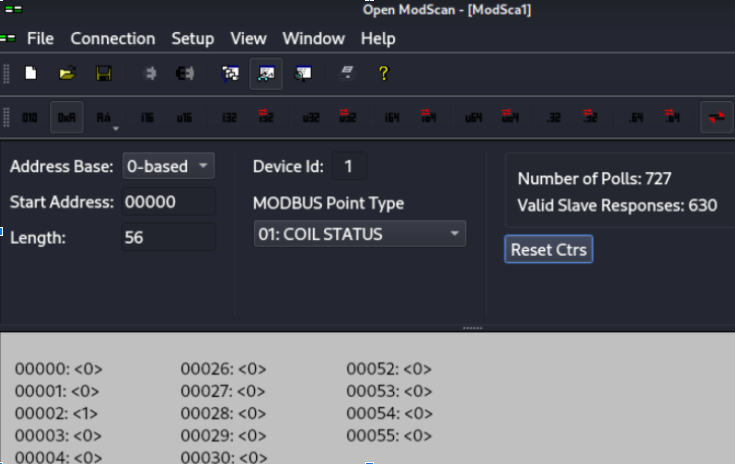 Open ModScan - [ModSca1]
File Connection Setup View Window Help
010 0xA Ñá i16 u16 i32 i32 u32 u32 i64 i64 u64 u64 .32 .32 .64 .64
Address Base: 0-based Device Id: 1
Number of Polls: 727
Start Address: 00000 MODBUS Point Type
Valid Slave Responses: 630
Length: 56 01: COIL STATUS
Reset Ctrs
00000: <0> 00026: <0> 00052: <0>
00001: <0> 00027: <0> 00053: <0>
00002: <1> 00028: <0> 00054: <0>
00003: <0> 00029: <0> 00055: <0>
00004: <0> 00030: <0>